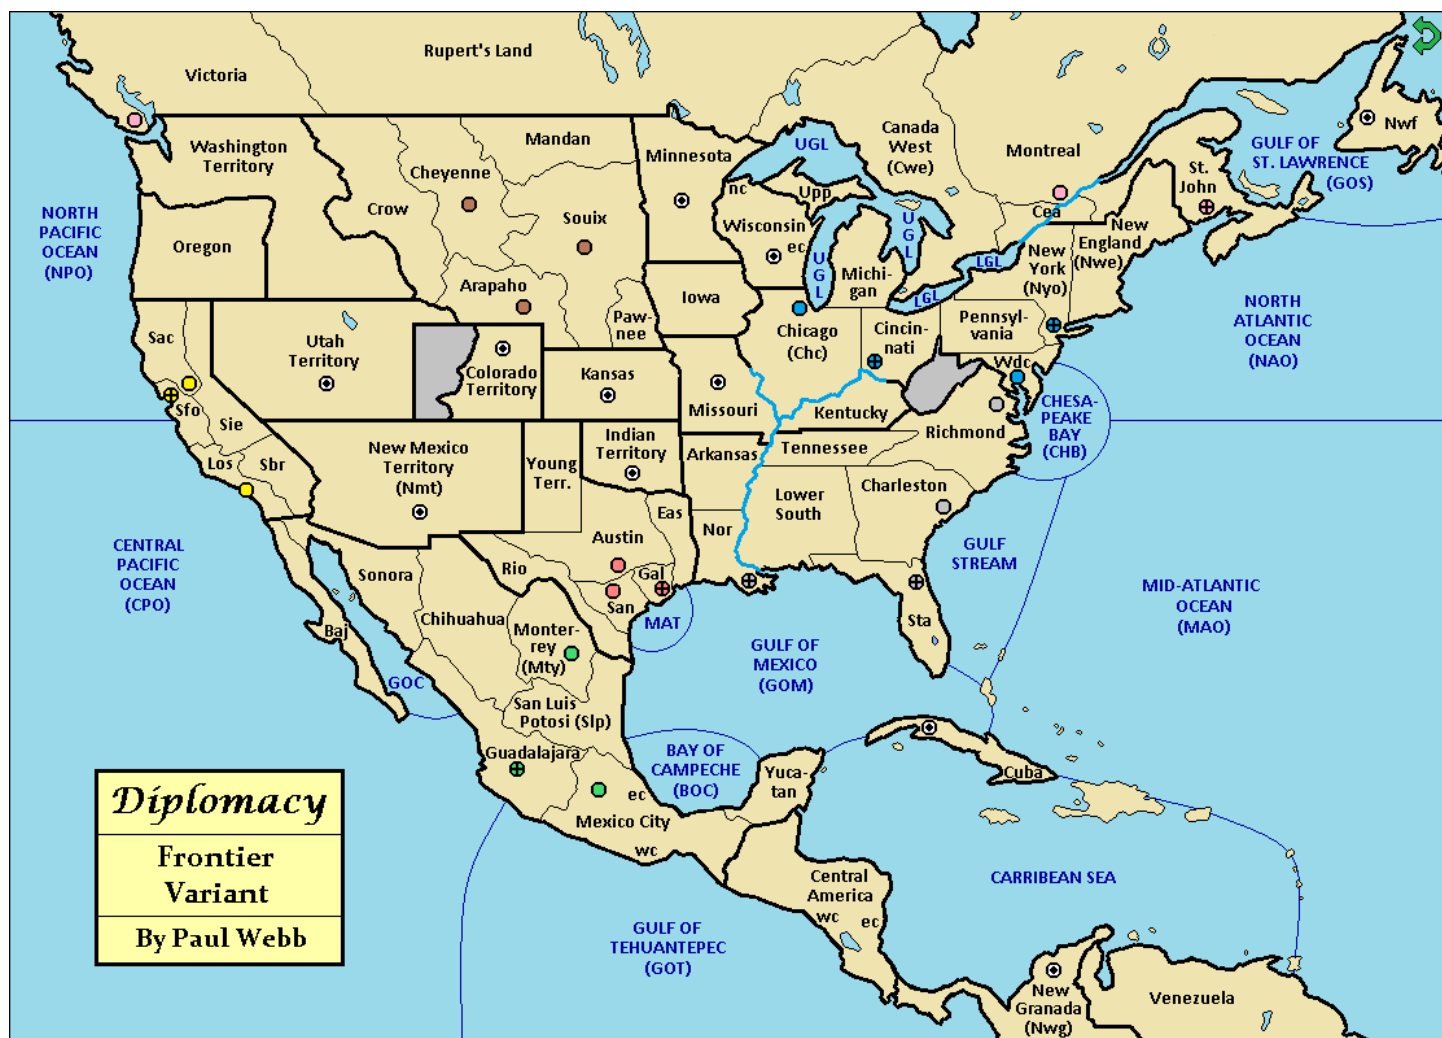 Rupert's Land
Victoria
Washington
Territory
Mandan
Minnesota
UGL
Canada
West
(Cwe)
Montreal
Nwf
GULF OF
ST. LAWRENCE
(GOS)
St.
John
Cheyenne
Crow
Souix
nc
Upp
Wisconsin
ec
UGL
UGL
Cea
New
England
(Nwe)
New
York
(Nyo)
LGL
LGL
NORTH
PACIFIC
OCEAN
(NPO)
Oregon
Arapaho
Paw-
nee
Iowa
Michi-
gan
NORTH
ATLANTIC
OCEAN
(NAO)
Sac
Utah
Territory
Colorado
Territory
Kansas
Missouri
Chicago
(Chc)
Cincin-
nati
Pennsyl-
vania
Wdc
Sfo
Sie
Kentucky
Richmond
CHESA-
PEAKE
BAY
(CHB)
Los
Sbr
New Mexico
Territory
(Nmt)
Young
Terr.
Indian
Territory
Arkansas
Tennessee
Lower
South
Charleston
CENTRAL
PACIFIC
OCEAN
(CPO)
Sonora
Rio
Austin
Eas
Nor
Gal
San
MAT
GULF
STREAM
MID-ATLANTIC
OCEAN
(MAO)
Baj
Chihuahua
Monter-
rey
(Mty)
Sta
GULF OF
MEXICO
(GOM)
GOC
San Luis
Potosi (Slp)
Guadalajara
BAY OF
CAMPECHE
(BOC)
Yuca-
tan
Cuba
ec
Mexico City
wc
Diplomacy
Frontier
Variant
By Paul Webb
Central
America
wc
ec
CARRIBEAN SEA
GULF OF
TEHUANTEPEC
(GOT)
New
Granada
(Nwg)
Venezuela